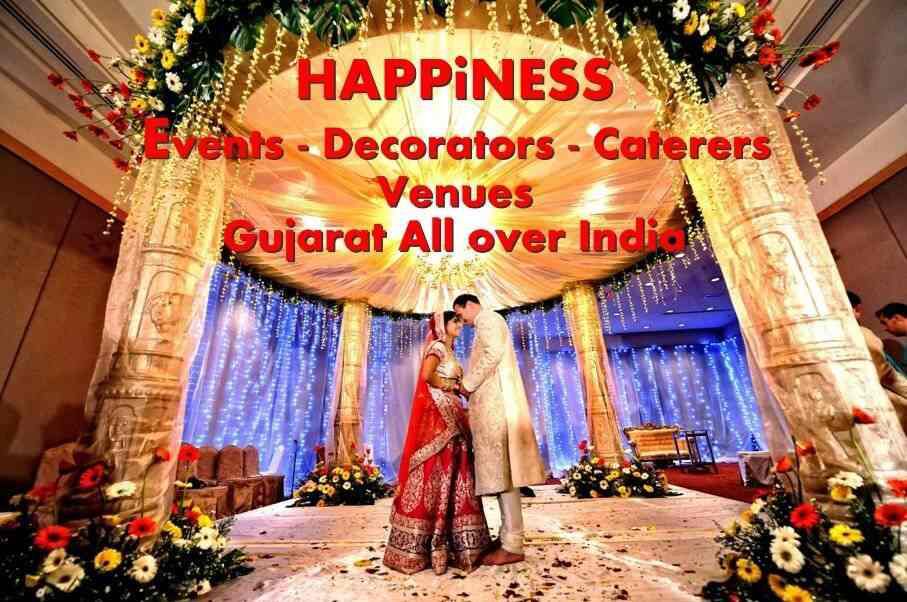 HAPPiNESS
Events - Decorators - Caterers
Venues
Gujarat All over India